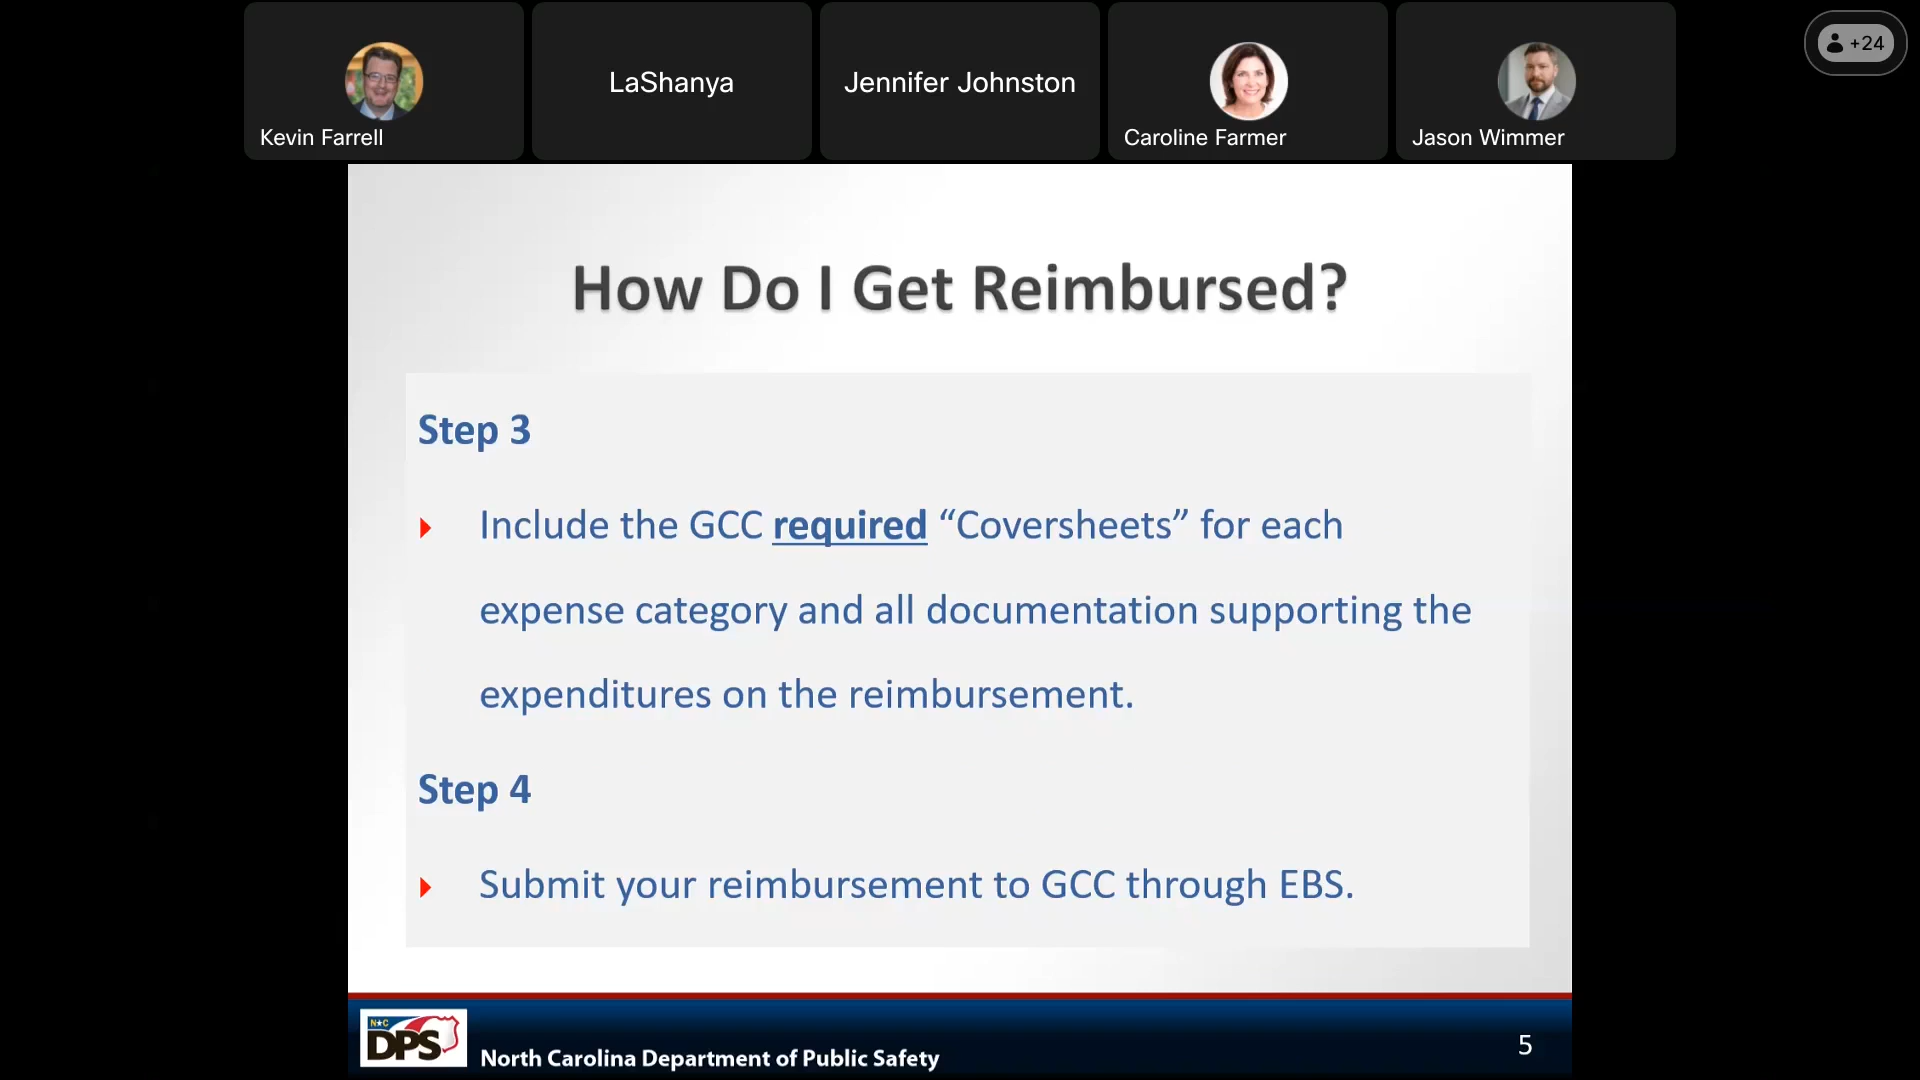 Kevin Farrell
LaShanya
Jennifer Johnston
Caroline Farmer
Jason Wimmer
+24
How Do I Get Reimbursed?
Step 3
Include the GCC required “Coversheets” for each
expense category and all documentation supporting the
expenditures on the reimbursement.
Step 4
Submit your reimbursement to GCC through EBS.
N★C
DPS
North Carolina Department of Public Safety
5